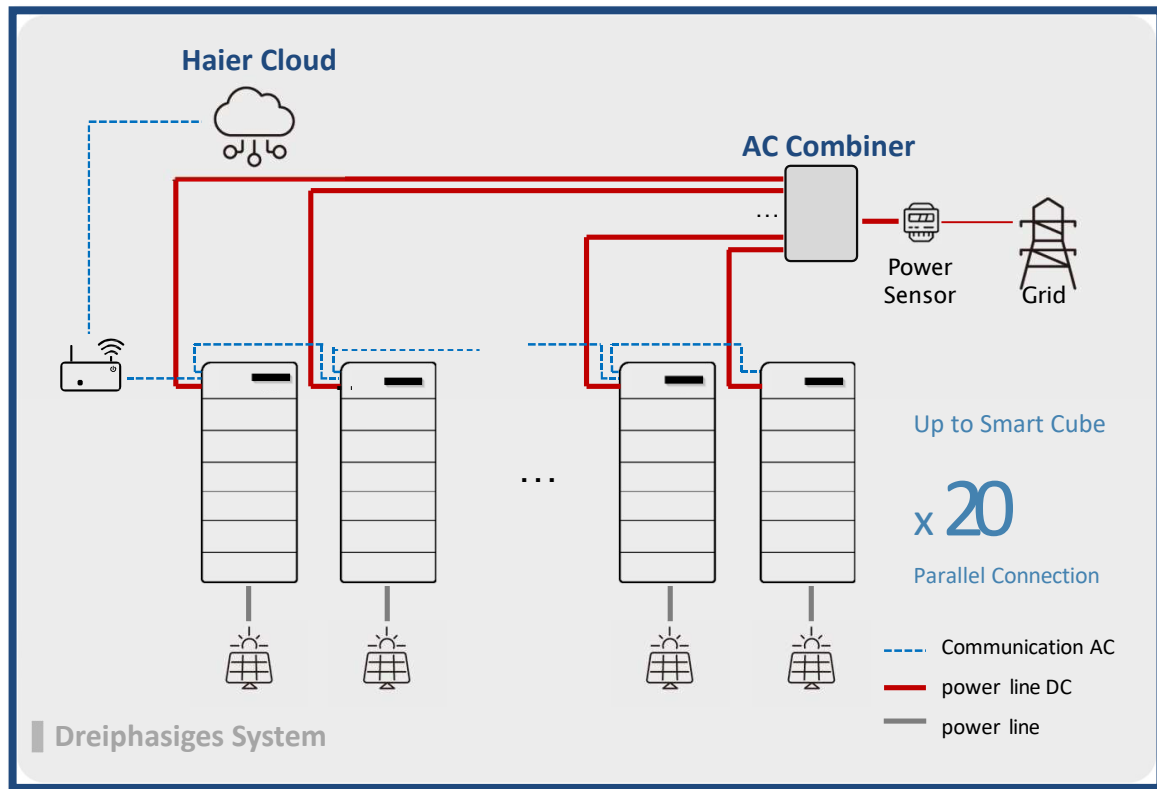 Haier Cloud
AC Combiner
...
Power
Sensor
Grid
...
Up to Smart Cube
x 20
Parallel Connection
Communication AC
power line DC
power line
Dreiphasiges System